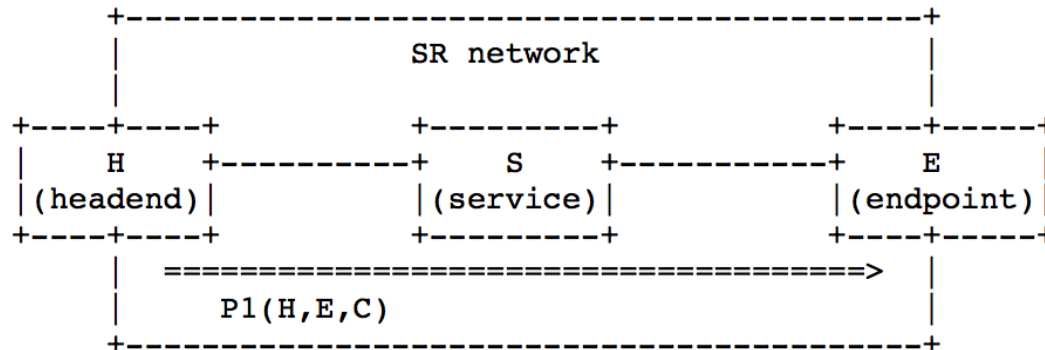 SR network
H S E
(headend) (service) (endpoint)
P1(H,E,C)